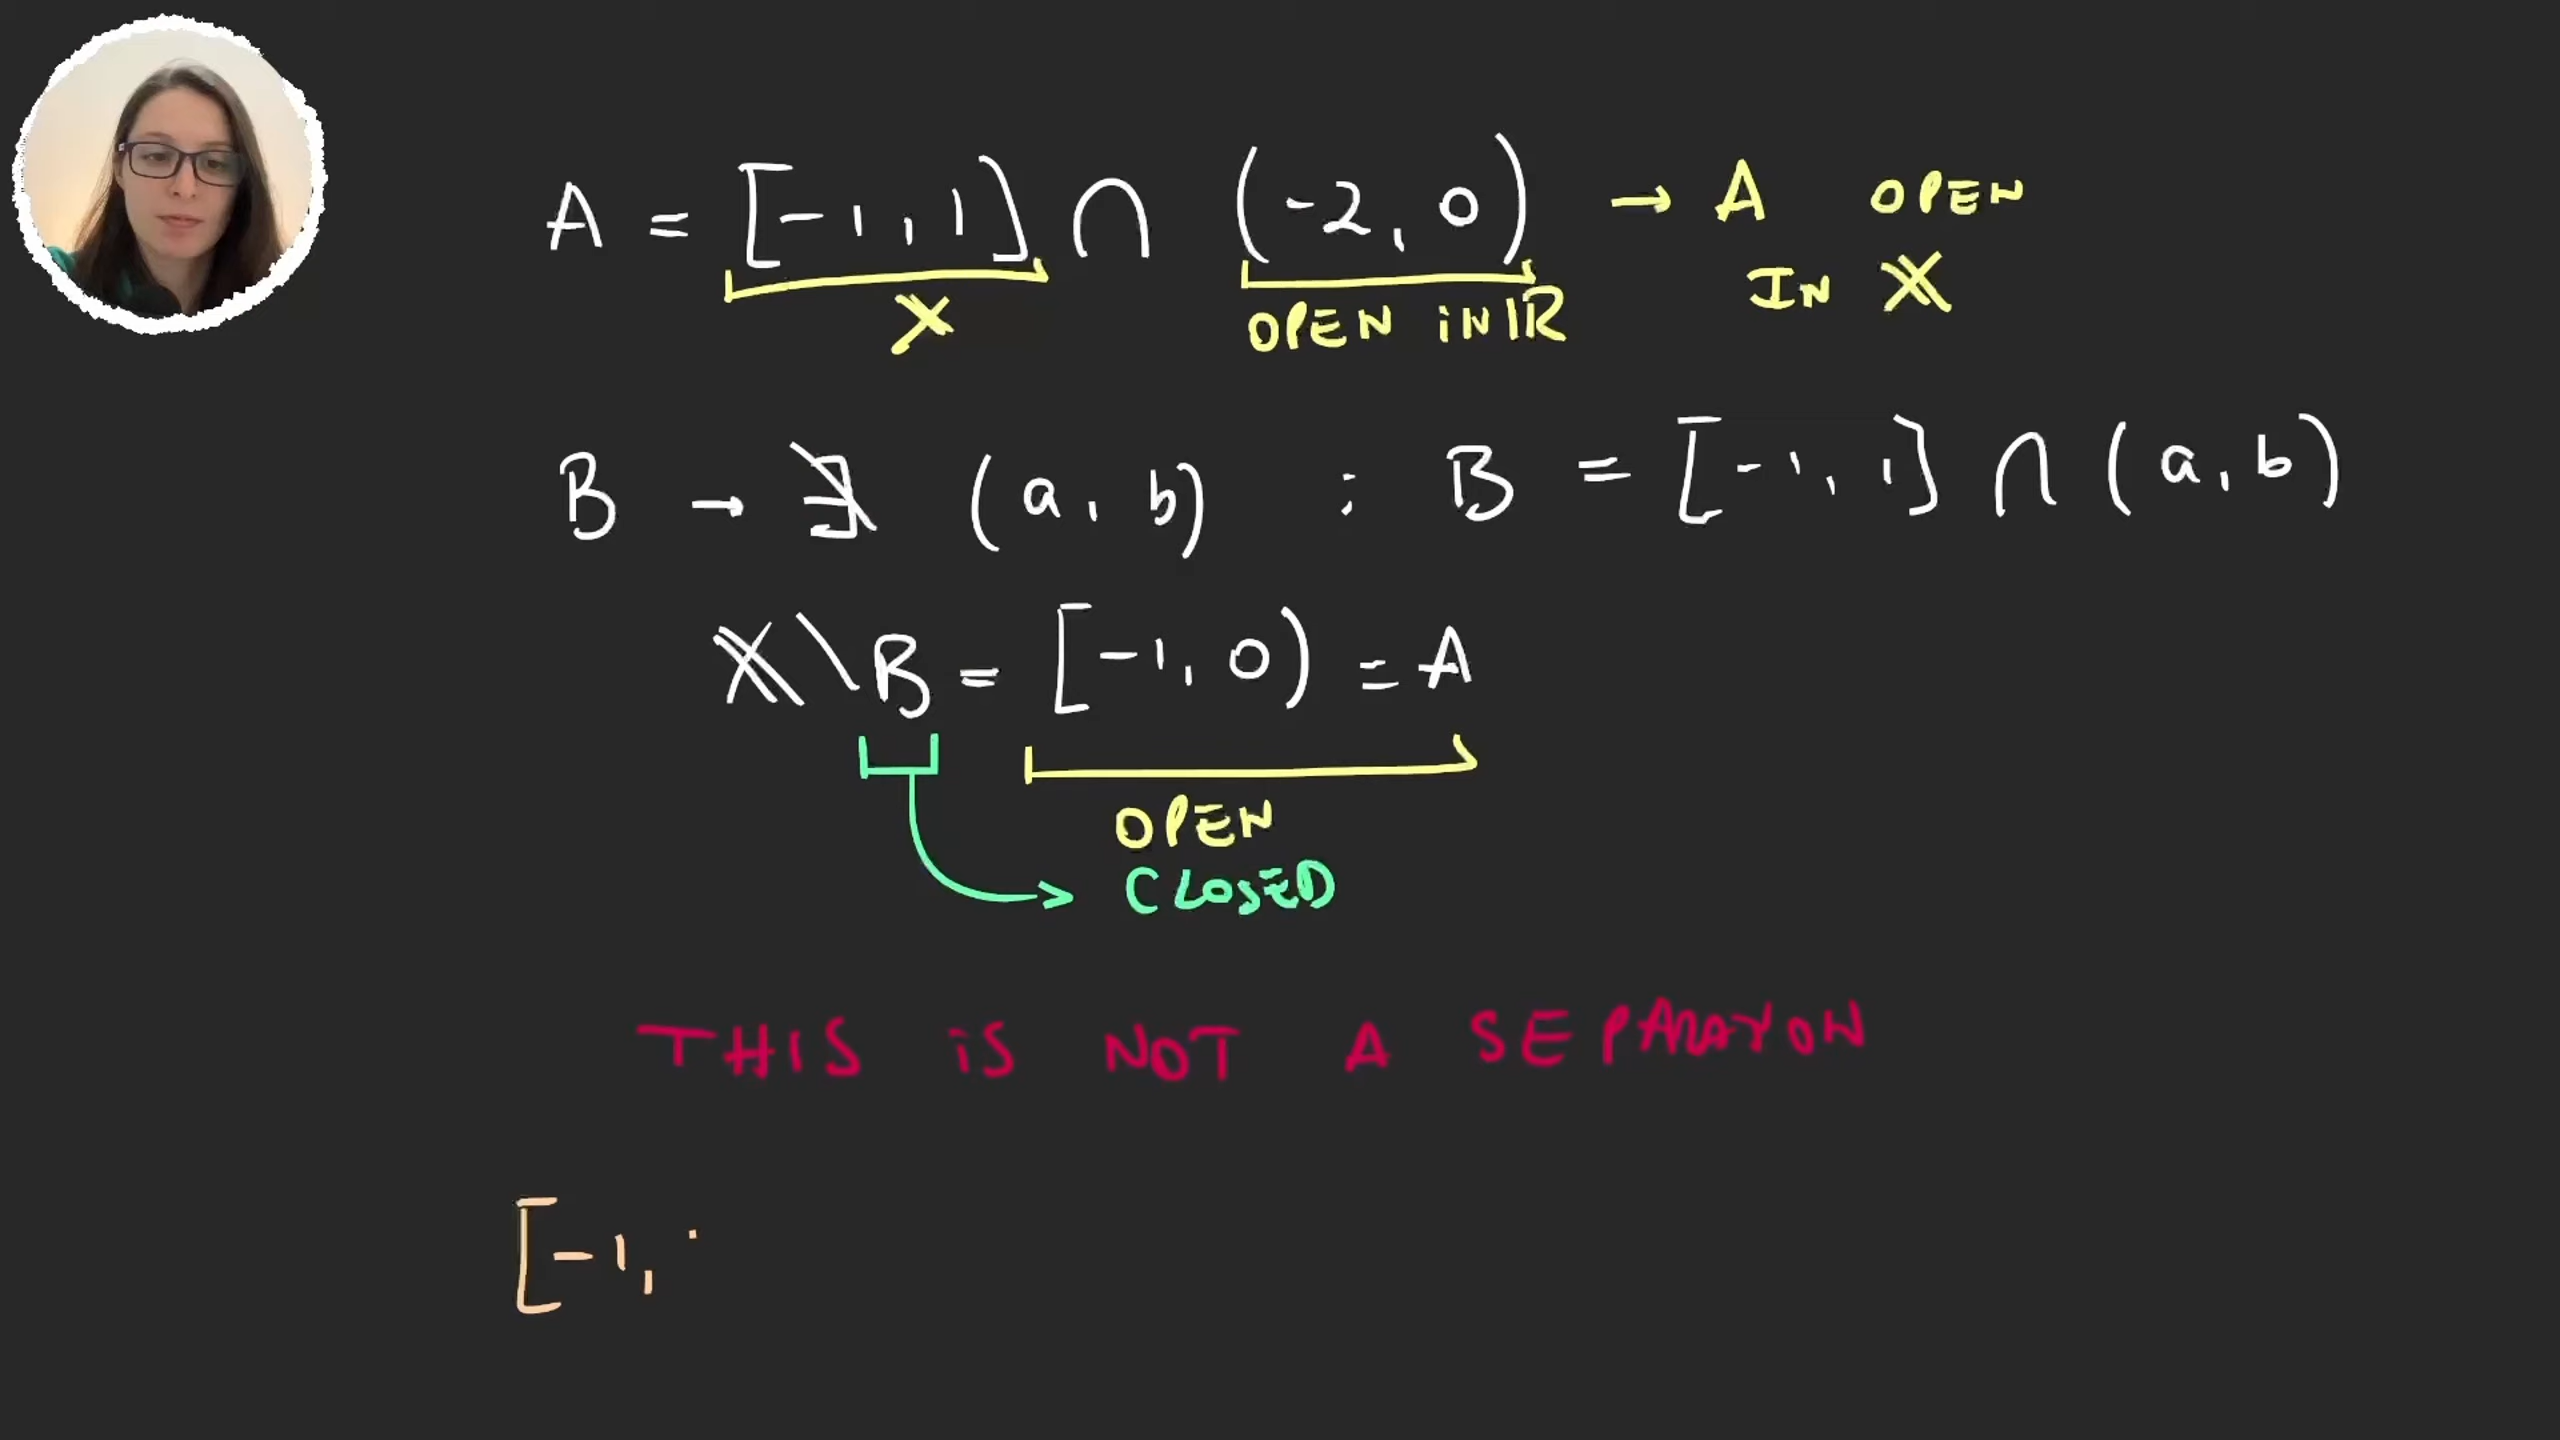 A = [-1, 1] ∩ (-2, 0) → A OPEN
X OPEN iN ℝ IN X
B → ∄ (a, b) : B = [-1, 1] ∩ (a, b)
X \ B = [-1, 0) = A
OPEN
CLOSED
THIS iS NOT A SEPARATION
[-1,